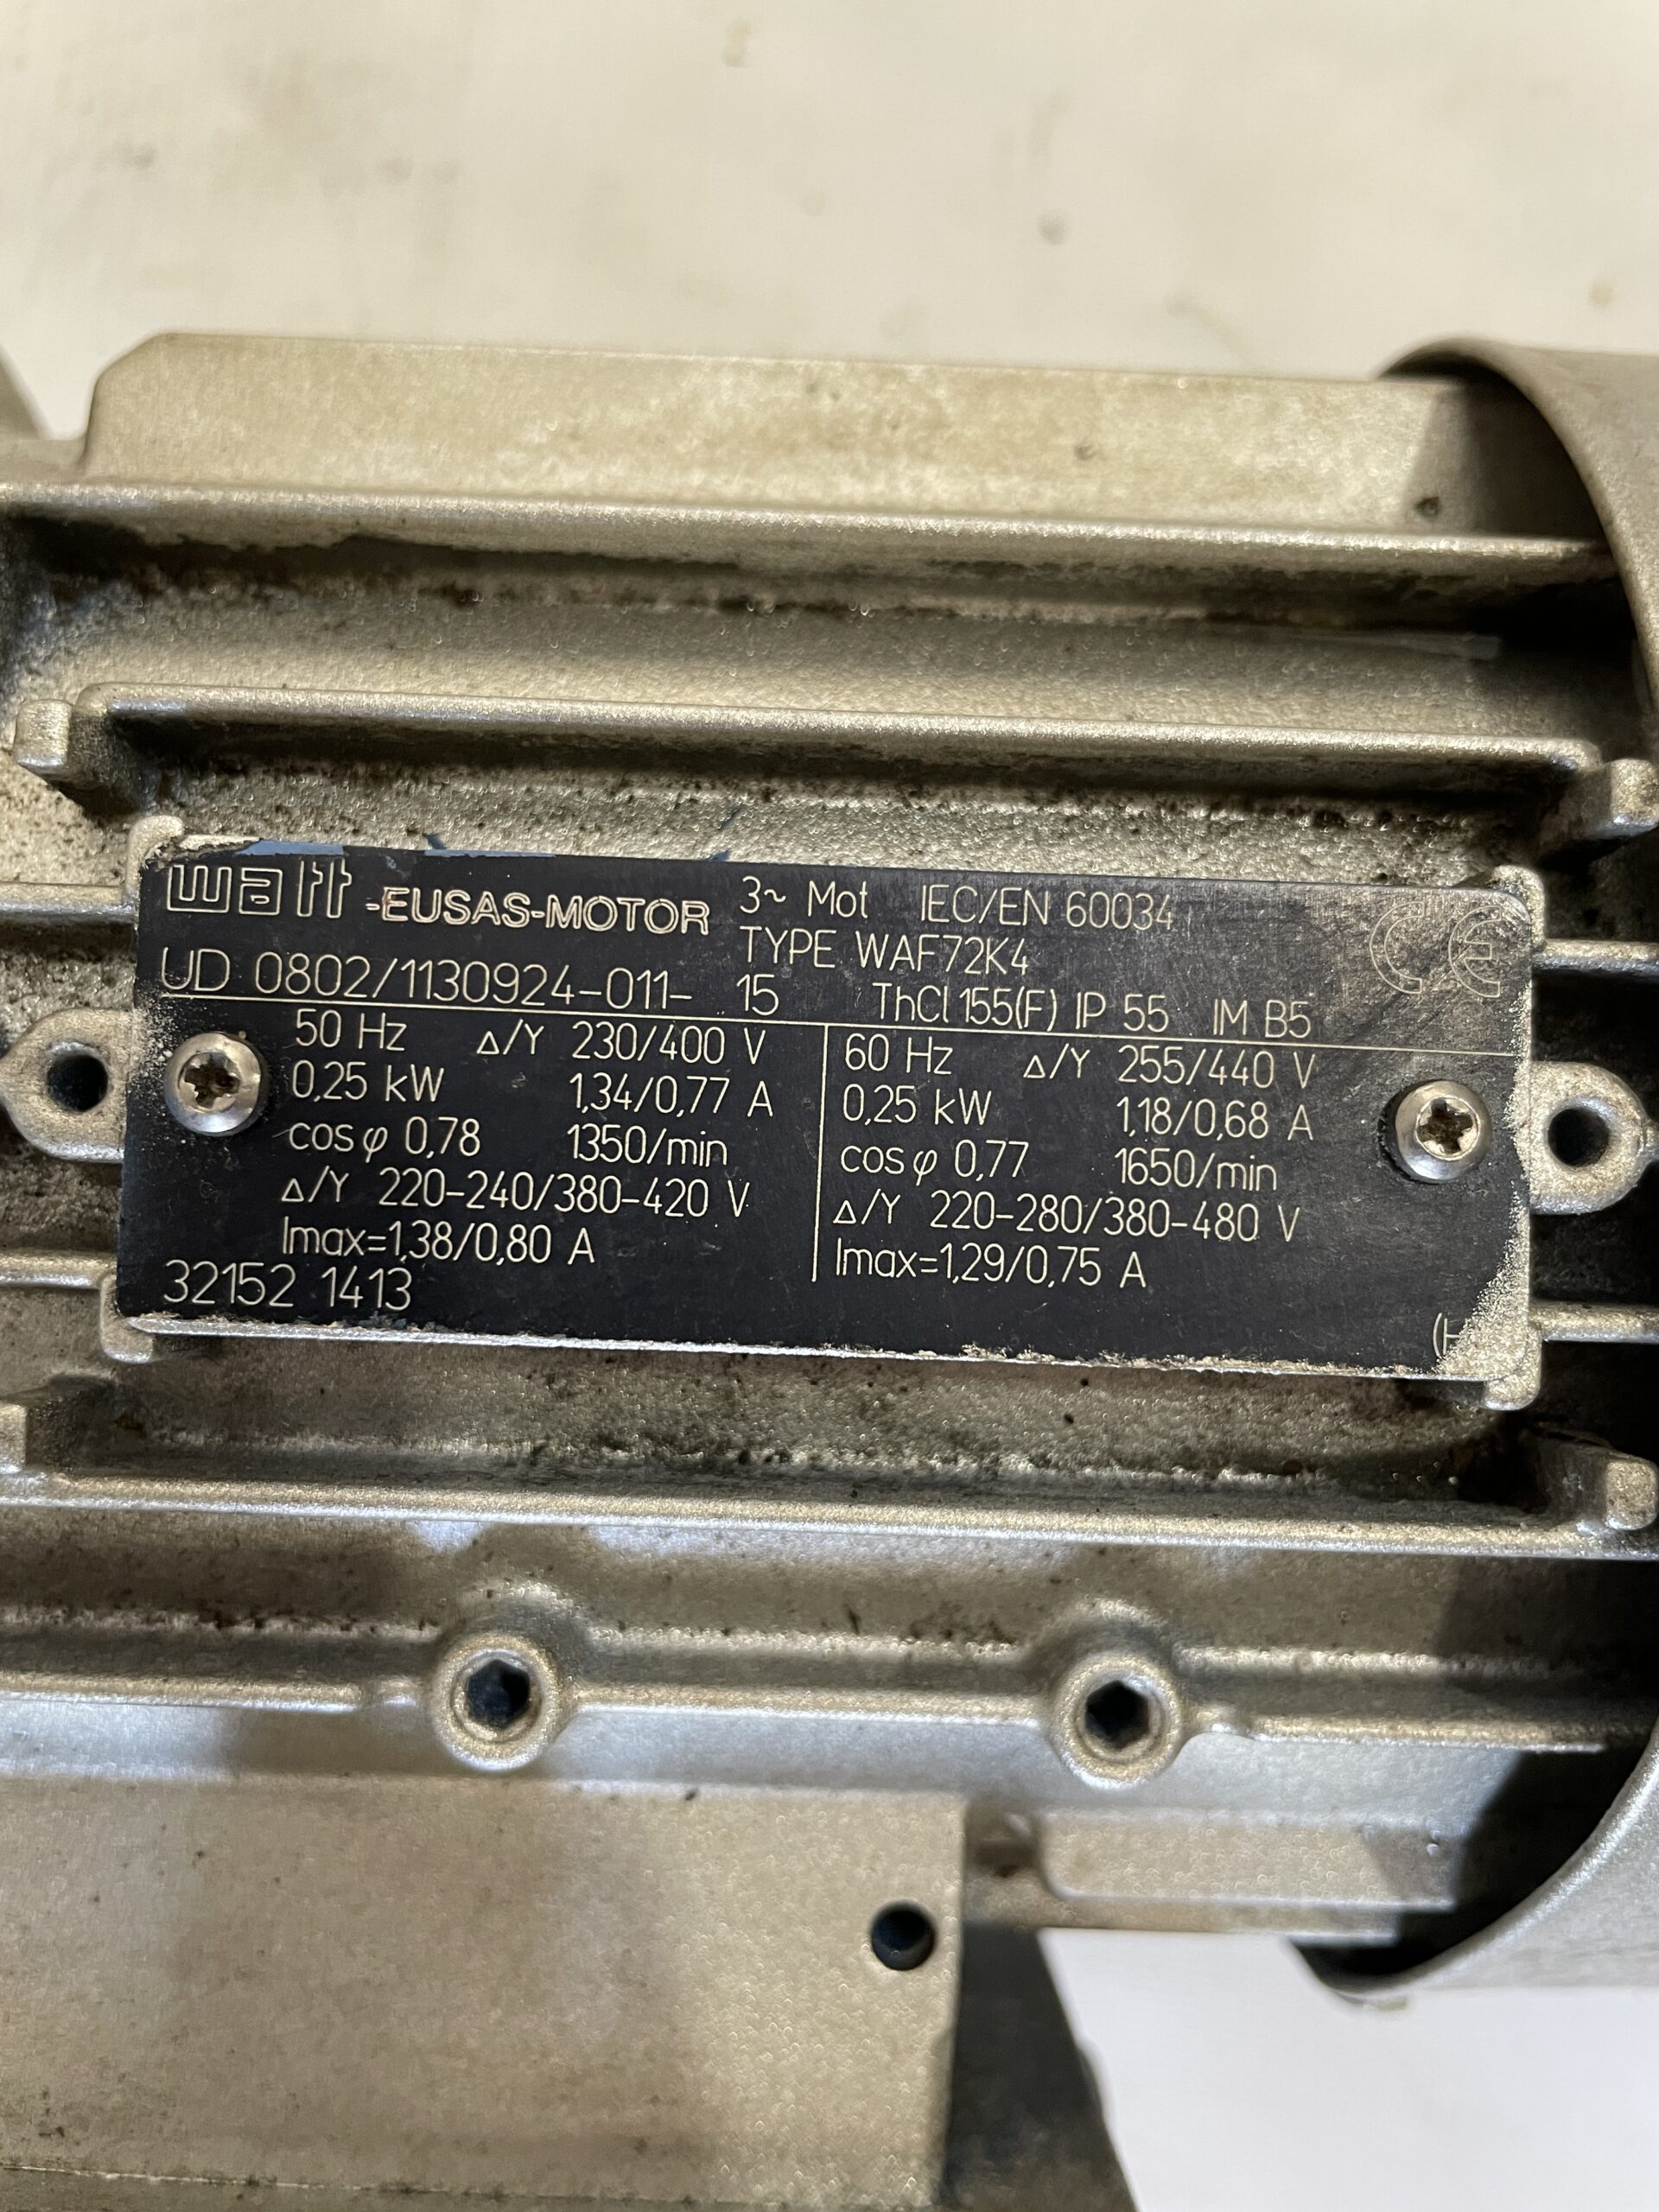 watt -EUSAS-MOTOR 3~ Mot IEC/EN 60034 CE
TYPE WAF72K4
UD 0802/1130924-011- 15 ThCl 155(F) IP 55 IM B5
50 Hz Δ/Y 230/400 V
0,25 kW 1,34/0,77 A
cos φ 0,78 1350/min
Δ/Y 220-240/380-420 V
Imax=1,38/0,80 A
32152 1413
60 Hz Δ/Y 255/440 V
0,25 kW 1,18/0,68 A
cos φ 0,77 1650/min
Δ/Y 220-280/380-480 V
Imax=1,29/0,75 A